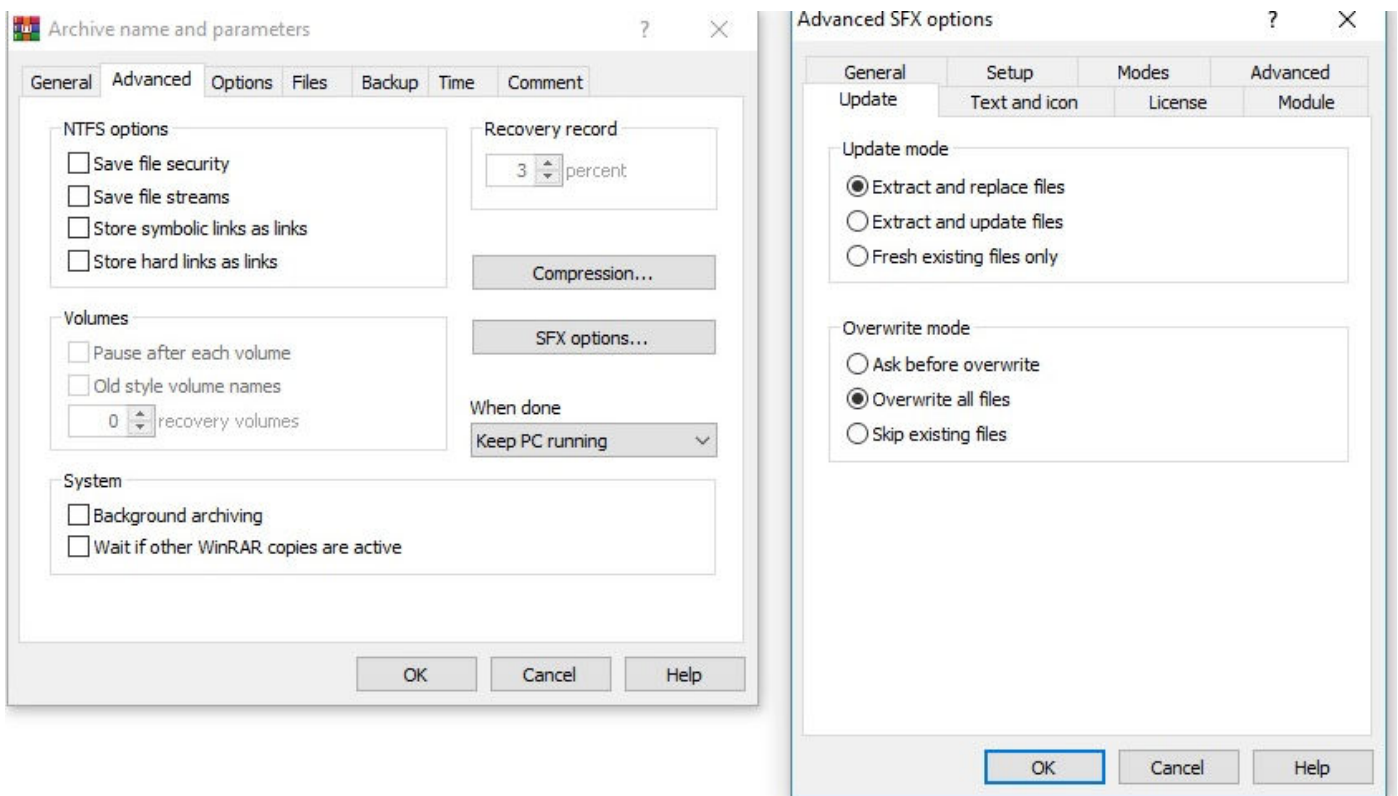 Archive name and parameters
?
General Advanced Options Files Backup Time Comment
NTFS options
Save file security
Save file streams
Store symbolic links as links
Store hard links as links
Recovery record
3 percent
Compression...
SFX options...
Volumes
Pause after each volume
Old style volume names
0 recovery volumes
When done
Keep PC running
System
Background archiving
Wait if other WinRAR copies are active
OK Cancel Help
Advanced SFX options
?
General Setup Modes Advanced
Update Text and icon License Module
Update mode
Extract and replace files
Extract and update files
Fresh existing files only
Overwrite mode
Ask before overwrite
Overwrite all files
Skip existing files
OK Cancel Help